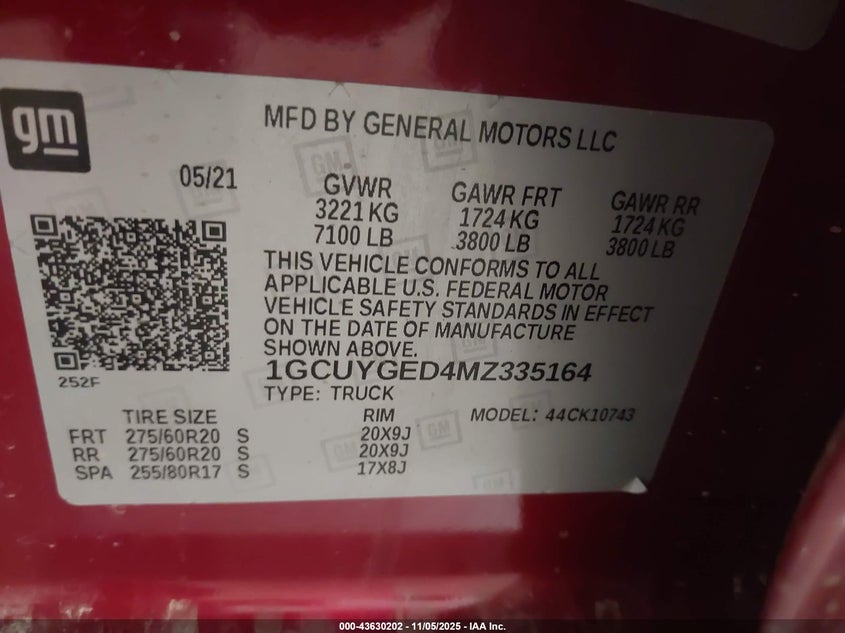 gm
MFD BY GENERAL MOTORS LLC
05/21
GVWR
3221 KG
7100 LB
GAWR FRT
1724 KG
3800 LB
GAWR RR
1724 KG
3800 LB
THIS VEHICLE CONFORMS TO ALL
APPLICABLE U.S. FEDERAL MOTOR
VEHICLE SAFETY STANDARDS IN EFFECT
ON THE DATE OF MANUFACTURE
SHOWN ABOVE.
252F
1GCUYGED4MZ335164
TYPE: TRUCK
TIRE SIZE RIM MODEL: 44CK10743
FRT 275/60R20 S 20X9J
RR 275/60R20 S 20X9J
SPA 255/80R17 S 17X8J
000-43630202 - 11/05/2025 - IAA Inc.